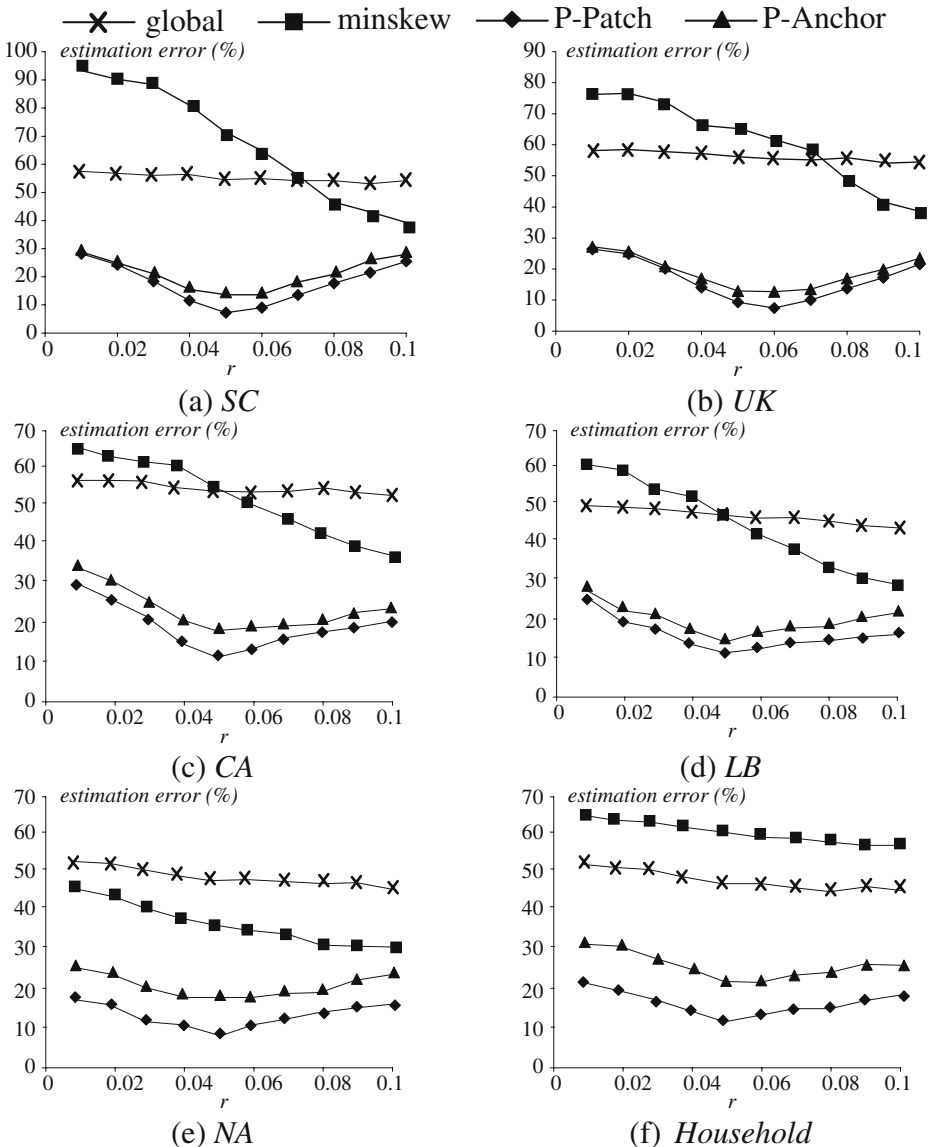 global minskew P-Patch P-Anchor
estimation error (%)
100
90
80
70
60
50
40
30
20
10
0
0 0.02 0.04 0.06 0.08 0.1
r
(a) SC
estimation error (%)
90
80
70
60
50
40
30
20
10
0
0 0.02 0.04 0.06 0.08 0.1
r
(b) UK
estimation error (%)
70
60
50
40
30
20
10
0
0 0.02 0.04 0.06 0.08 0.1
r
(c) CA
estimation error (%)
70
60
50
40
30
20
10
0
0 0.02 0.04 0.06 0.08 0.1
r
(d) LB
estimation error (%)
70
60
50
40
30
20
10
0
0 0.02 0.04 0.06 0.08 0.1
r
(e) NA
estimation error (%)
70
60
50
40
30
20
10
0
0 0.02 0.04 0.06 0.08 0.1
r
(f) Household